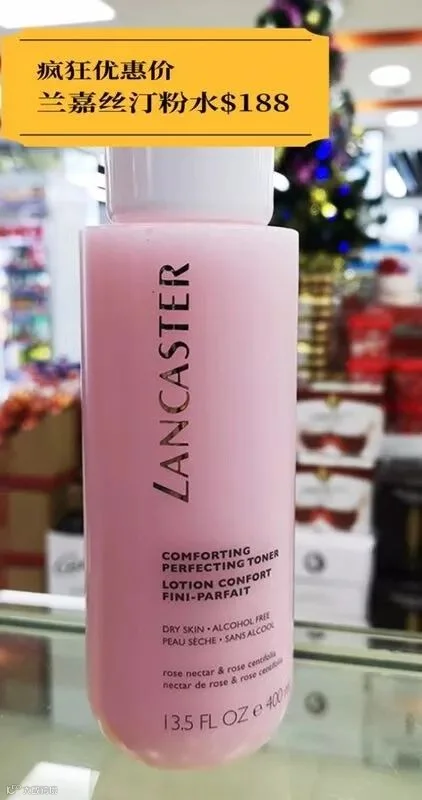 疯狂优惠价
兰嘉丝汀粉水$188
LANCASTER
COMFORTING
PERFECTING TONER
LOTION CONFORT
FINI-PARFAIT
DRY SKIN • ALCOHOL FREE
PEAU SÈCHE • SANS ALCOOL
rose nectar & rose centifolia
nectar de rose & rose centifolia
13.5 FL OZ e 400 m